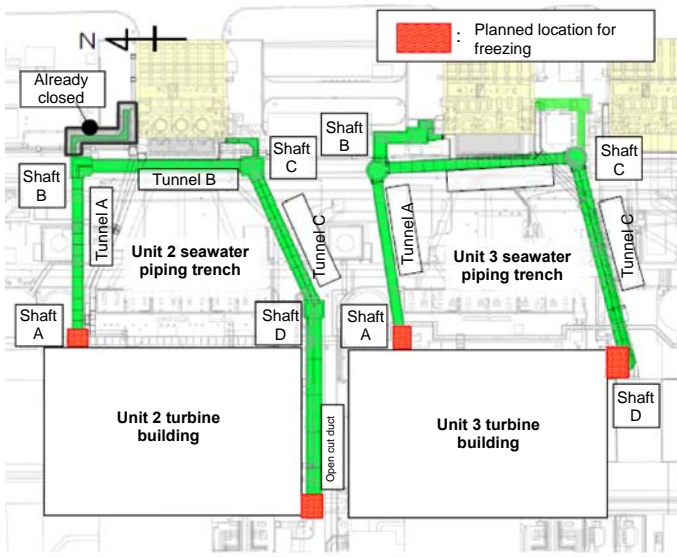 N
:
Planned location for
freezing
Already
closed
Shaft
B
Tunnel A
Tunnel B
Shaft
C
Tunnel C
Unit 2 seawater
piping trench
Shaft
A
Shaft
D
Unit 2 turbine
building
Open cut duct
Shaft
B
Tunnel A
Shaft
C
Tunnel C
Unit 3 seawater
piping trench
Shaft
A
Shaft
D
Unit 3 turbine
building